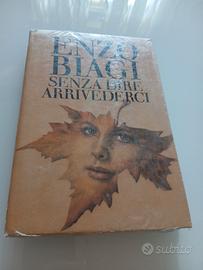 ENZO
BIAGI
SENZA DIRE
ARRIVEDERCI
subito